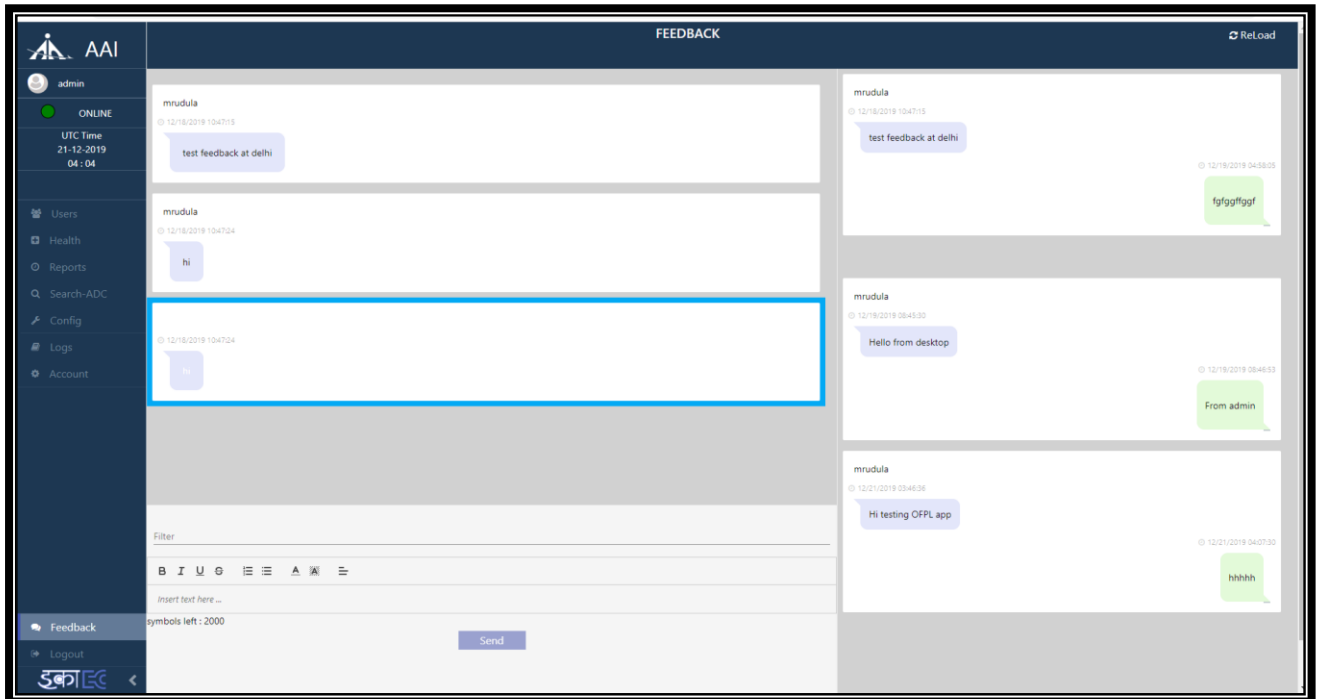 AAI
FEEDBACK
ReLoad
admin
ONLINE
UTC Time
21-12-2019
04 : 04
Users
Health
Reports
Search-ADC
Config
Logs
Account
Feedback
Logout
इकाEC
mrudula
12/18/2019 10:47:15
test feedback at delhi
mrudula
12/18/2019 10:47:24
hi
12/18/2019 10:47:24
hi
Filter
B I U S A A
Insert text here ...
symbols left : 2000
Send
mrudula
12/18/2019 10:47:15
test feedback at delhi
12/19/2019 04:58:05
fgfggffggf
mrudula
12/19/2019 08:45:30
Hello from desktop
12/19/2019 08:46:53
From admin
mrudula
12/21/2019 03:46:36
Hi testing OFPL app
12/21/2019 04:07:30
hhhhh